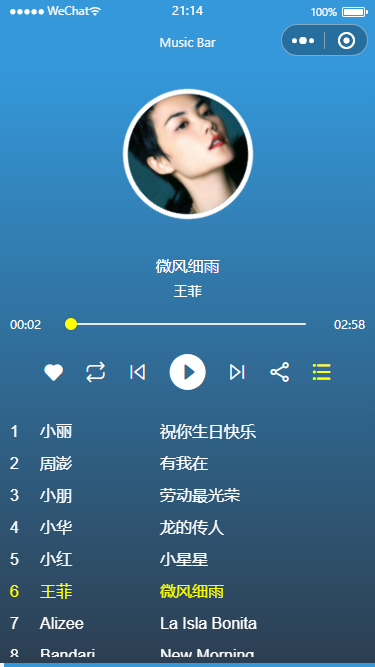 WeChat 21:14 100%
Music Bar
微风细雨
王菲
00:02 02:58
1 小丽 祝你生日快乐
2 周澎 有我在
3 小朋 劳动最光荣
4 小华 龙的传人
5 小红 小星星
6 王菲 微风细雨
7 Alizee La Isla Bonita
8 Bandari New Morning